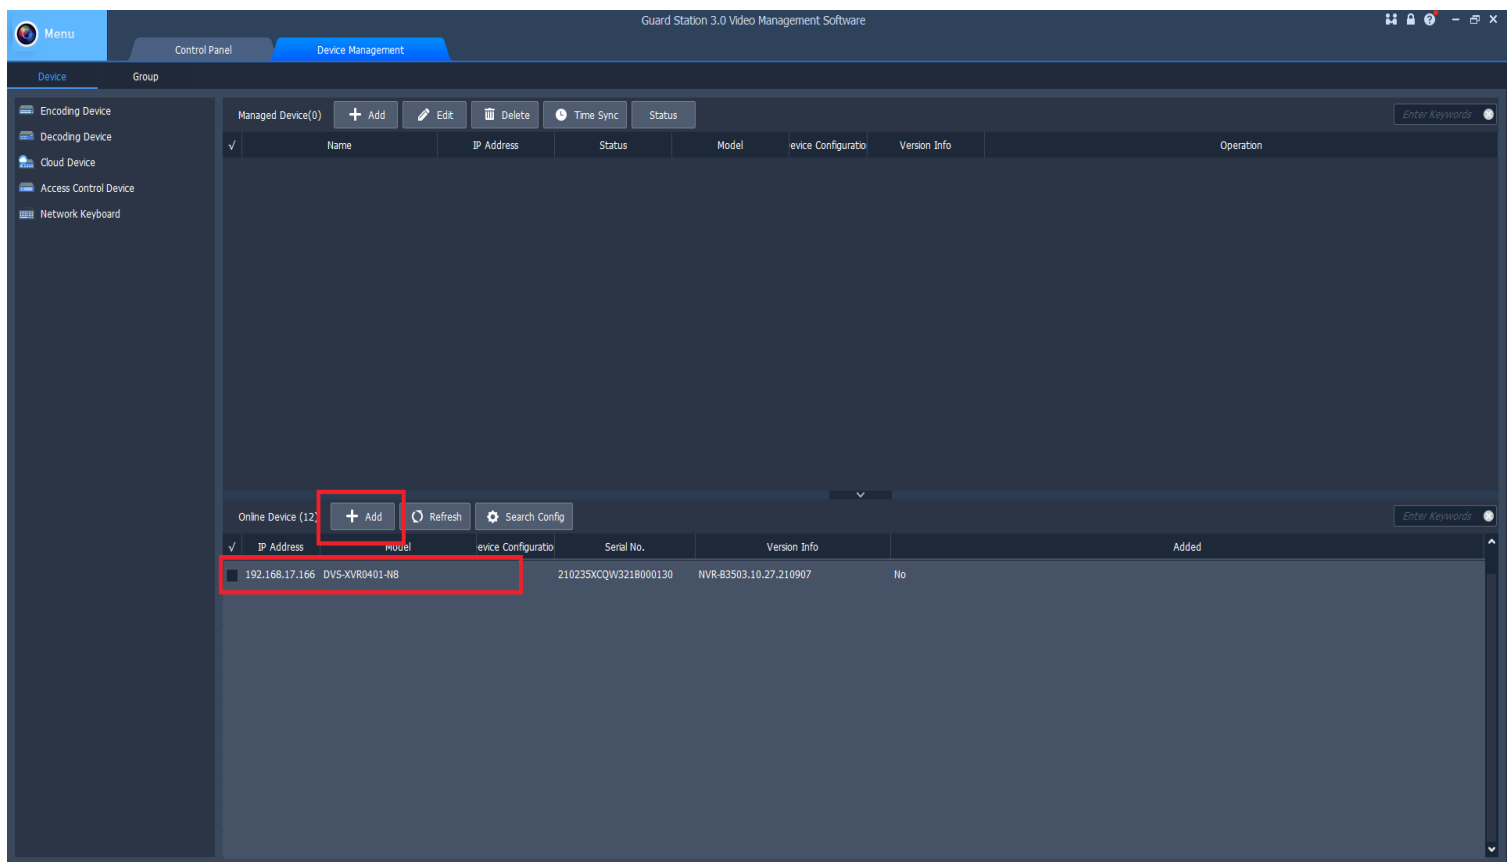 Guard Station 3.0 Video Management Software
Menu
Control Panel
Device Management
Device
Group
Encoding Device
Decoding Device
Cloud Device
Access Control Device
Network Keyboard
Managed Device(0)
Add
Edit
Delete
Time Sync
Status
Enter Keywords
√ Name IP Address Status Model evice Configuratio Version Info Operation
Online Device (12)
Add
Refresh
Search Config
Enter Keywords
√ IP Address Model evice Configuratio Serial No. Version Info Added
192.168.17.166 DVS-XVR0401-N8 210235XCQW321B000130 NVR-B3503.10.27.210907 No